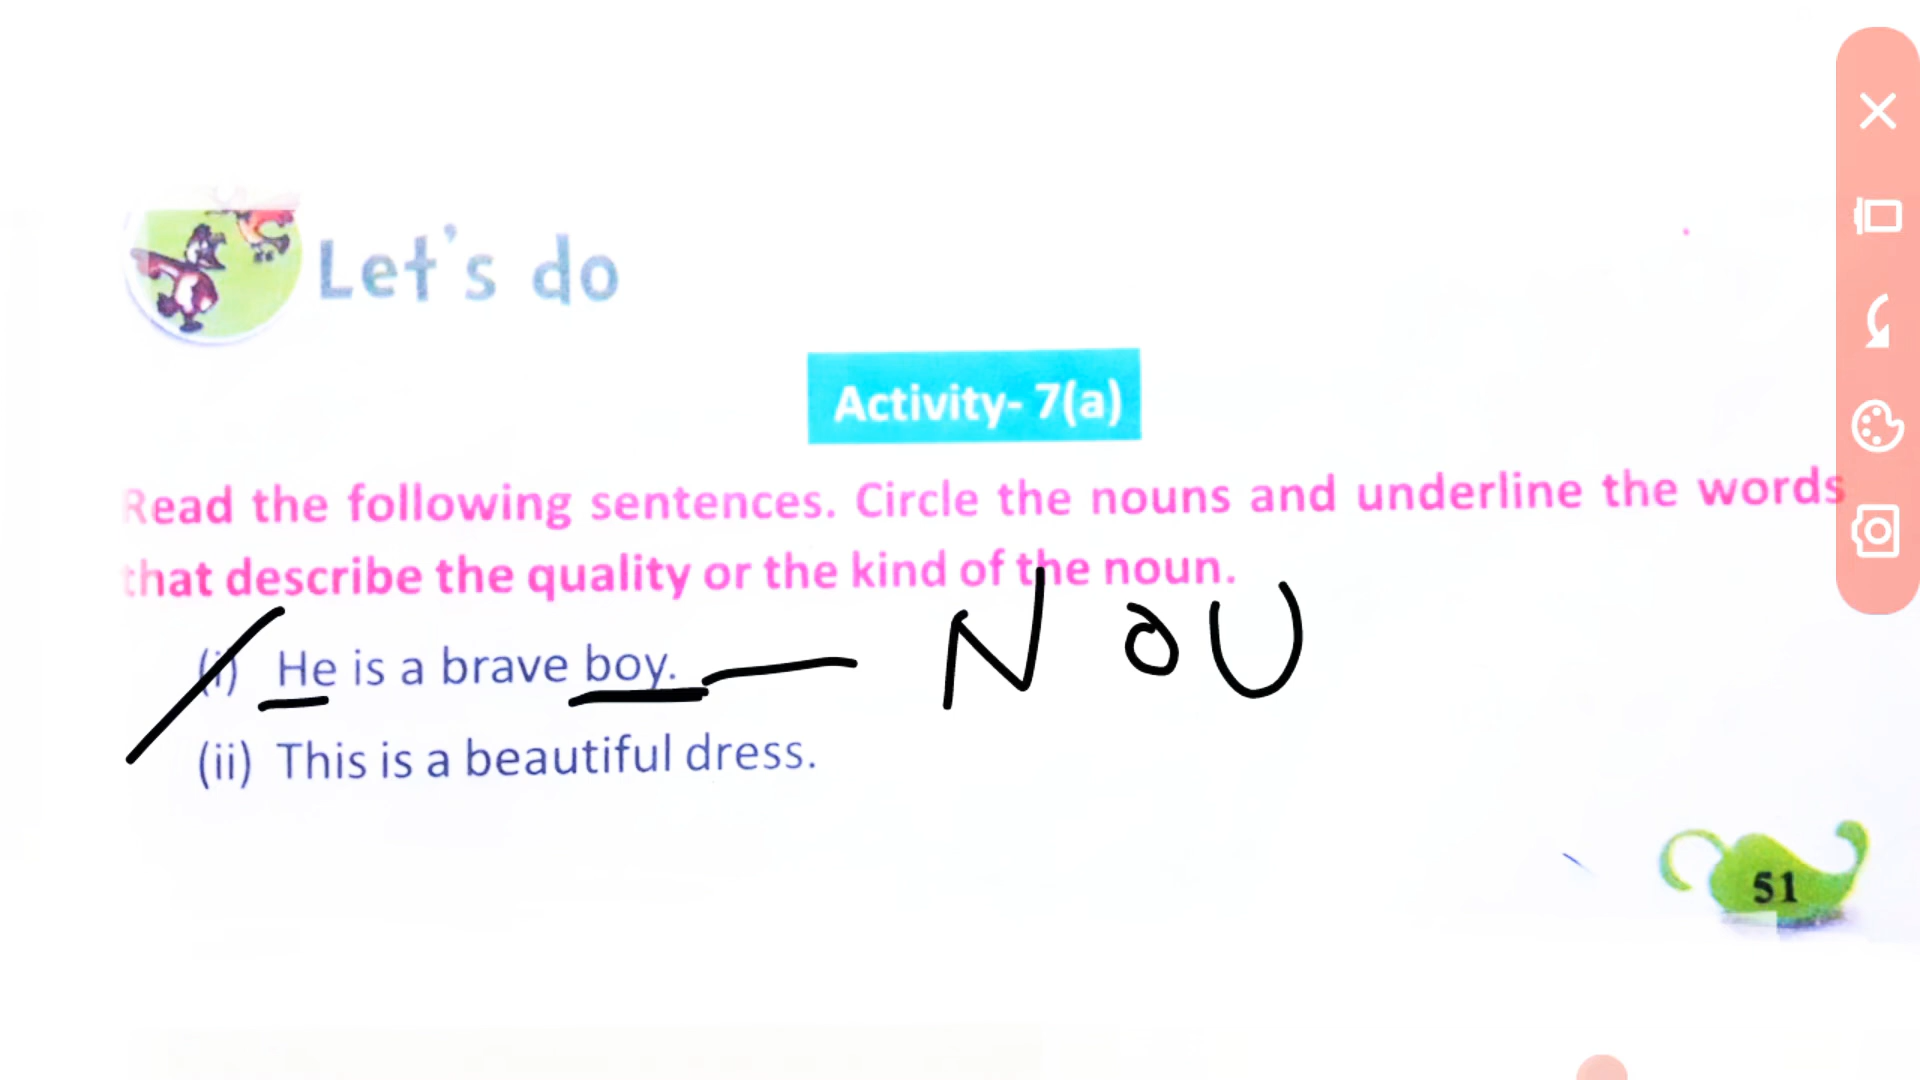 Let's do
Activity- 7(a)
Read the following sentences. Circle the nouns and underline the words
that describe the quality or the kind of the noun.
(i) He is a brave boy. — NOU
(ii) This is a beautiful dress.
51